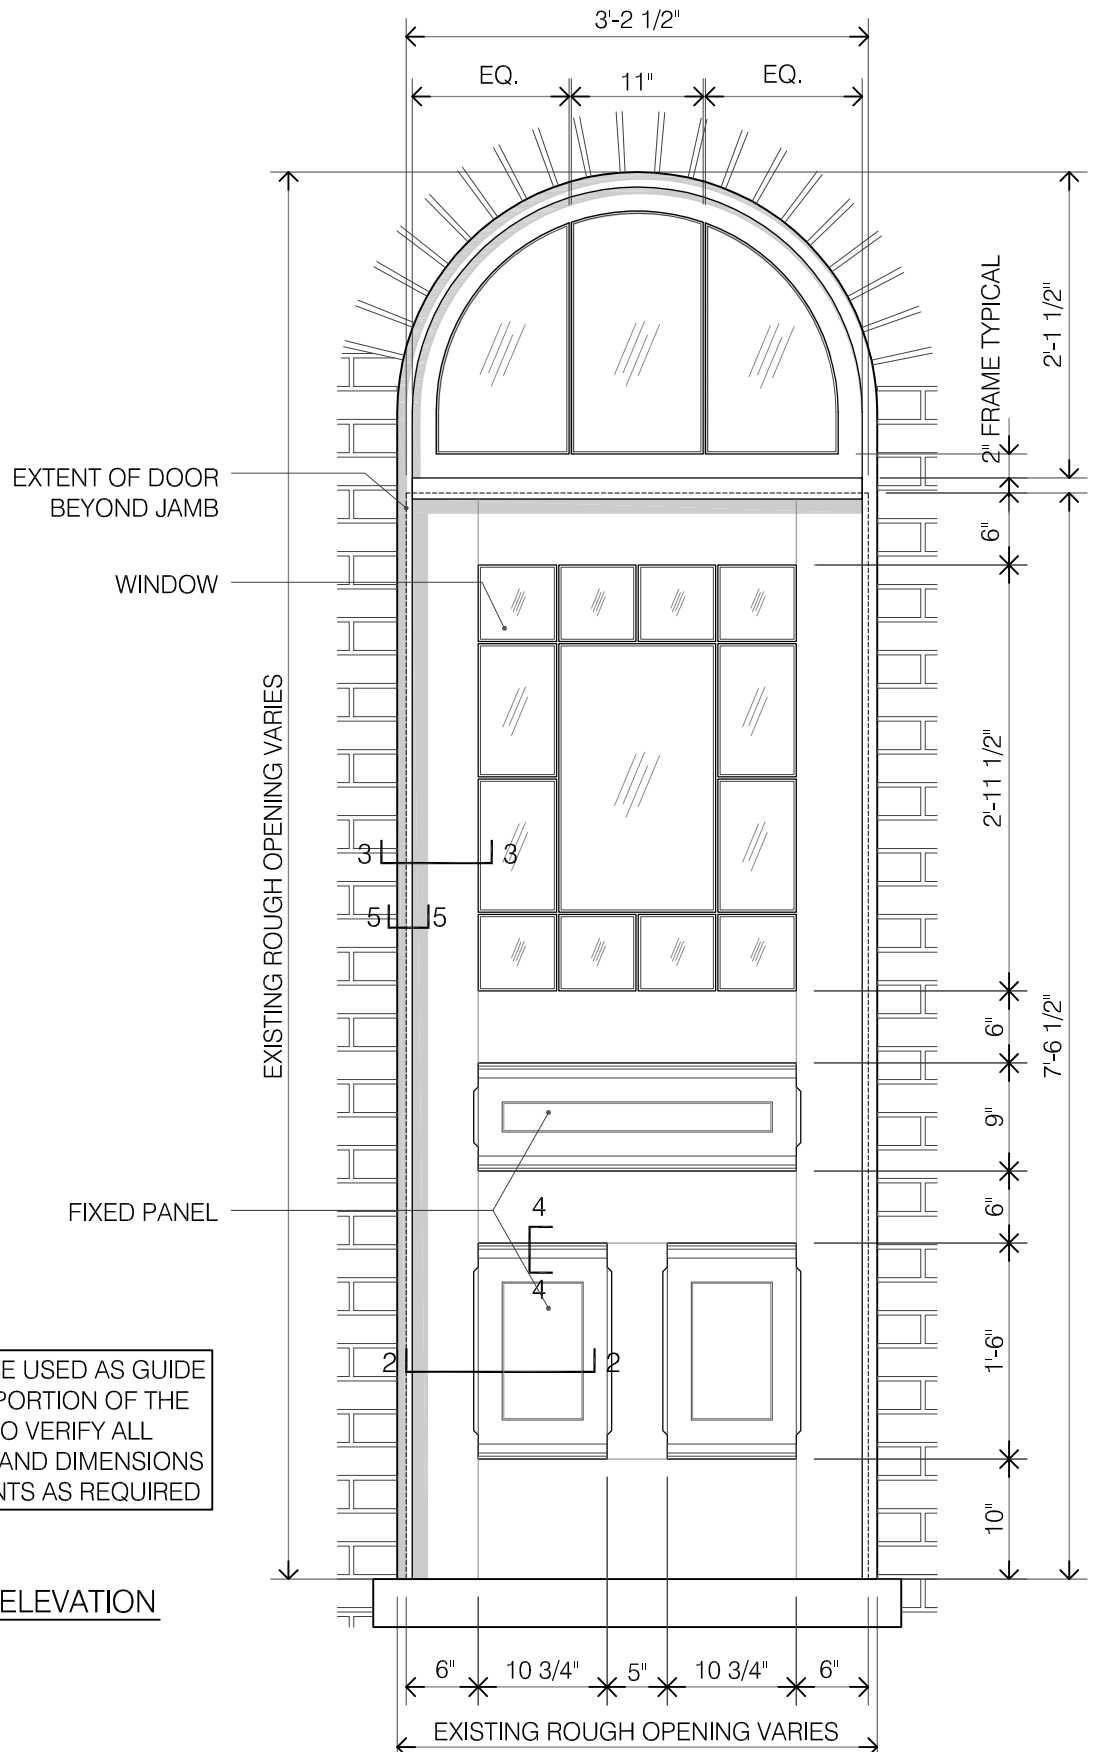 3'-2 1/2"
EQ.
11"
EQ.
2" FRAME TYPICAL
2'-1 1/2"
EXTENT OF DOOR
BEYOND JAMB
WINDOW
6"
EXISTING ROUGH OPENING VARIES
2'-11 1/2"
3 3
5 5
6"
7'-6 1/2"
9"
FIXED PANEL
4
6"
4
1'-6"
2 2
E USED AS GUIDE
PORTION OF THE
O VERIFY ALL
AND DIMENSIONS
NTS AS REQUIRED
10"
ELEVATION
6"
10 3/4"
5"
10 3/4"
6"
EXISTING ROUGH OPENING VARIES